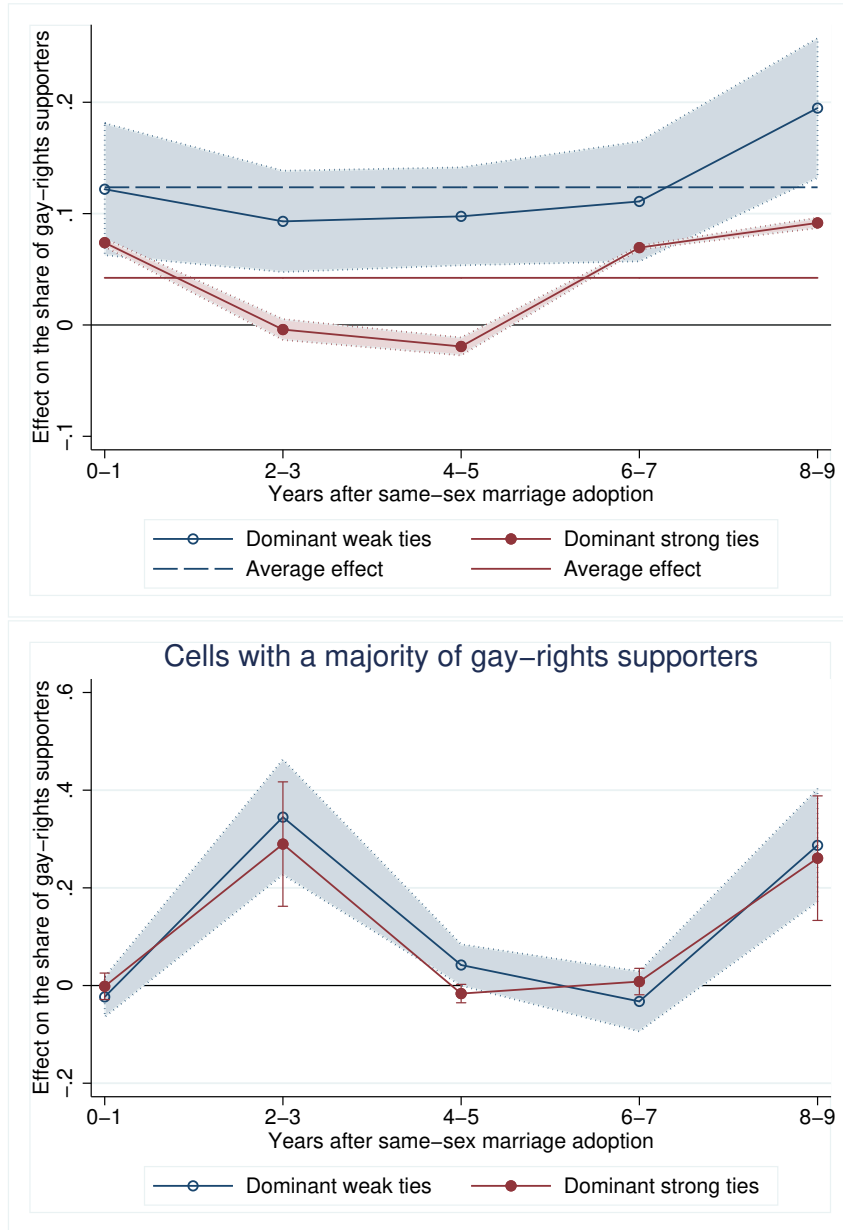 Effect on the share of gay−rights supporters
.2
.1
0
−.1
0−1 2−3 4−5 6−7 8−9
Years after same−sex marriage adoption
Dominant weak ties Dominant strong ties
Average effect Average effect
Cells with a majority of gay−rights supporters
Effect on the share of gay−rights supporters
.6
.4
.2
0
−.2
0−1 2−3 4−5 6−7 8−9
Years after same−sex marriage adoption
Dominant weak ties Dominant strong ties